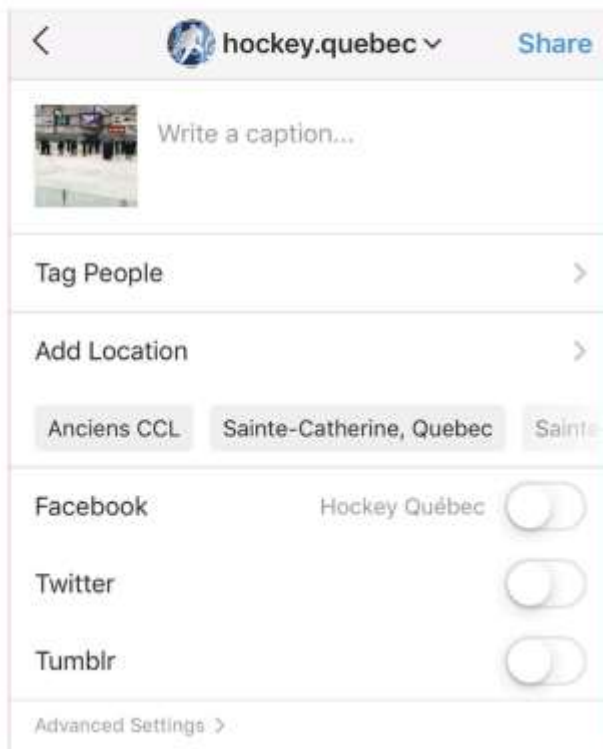 hockey.quebec
Share
Write a caption...
Tag People
Add Location
Anciens CCL Sainte-Catherine, Quebec Sainte
Facebook Hockey Québec
Twitter
Tumblr
Advanced Settings